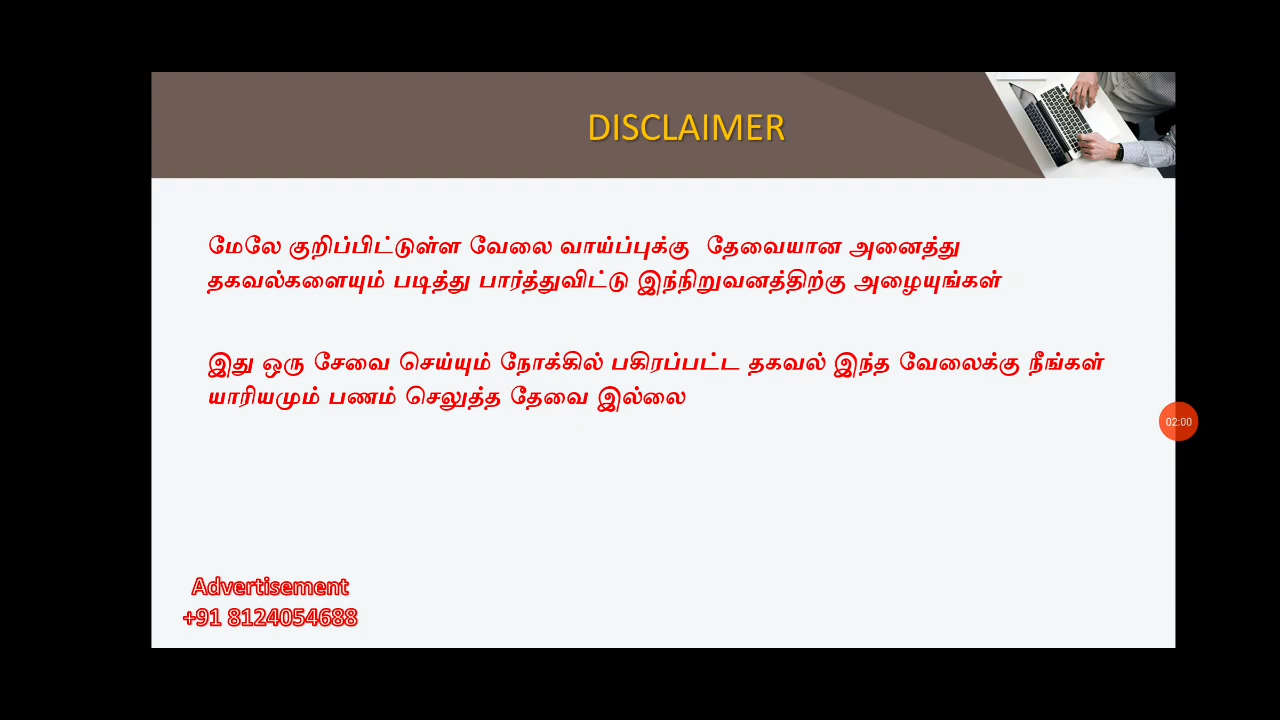 DISCLAIMER
மேலே குறிப்பிட்டுள்ள வேலை வாய்ப்புக்கு தேவையான அனைத்து
தகவல்களையும் படித்து பார்த்துவிட்டு இந்நிறுவனத்திற்கு அழையுங்கள்
இது ஒரு சேவை செய்யும் நோக்கில் பகிரப்பட்ட தகவல் இந்த வேலைக்கு நீங்கள்
யாரியமும் பணம் செலுத்த தேவை இல்லை
02:00
Advertisement
+91 8124054688